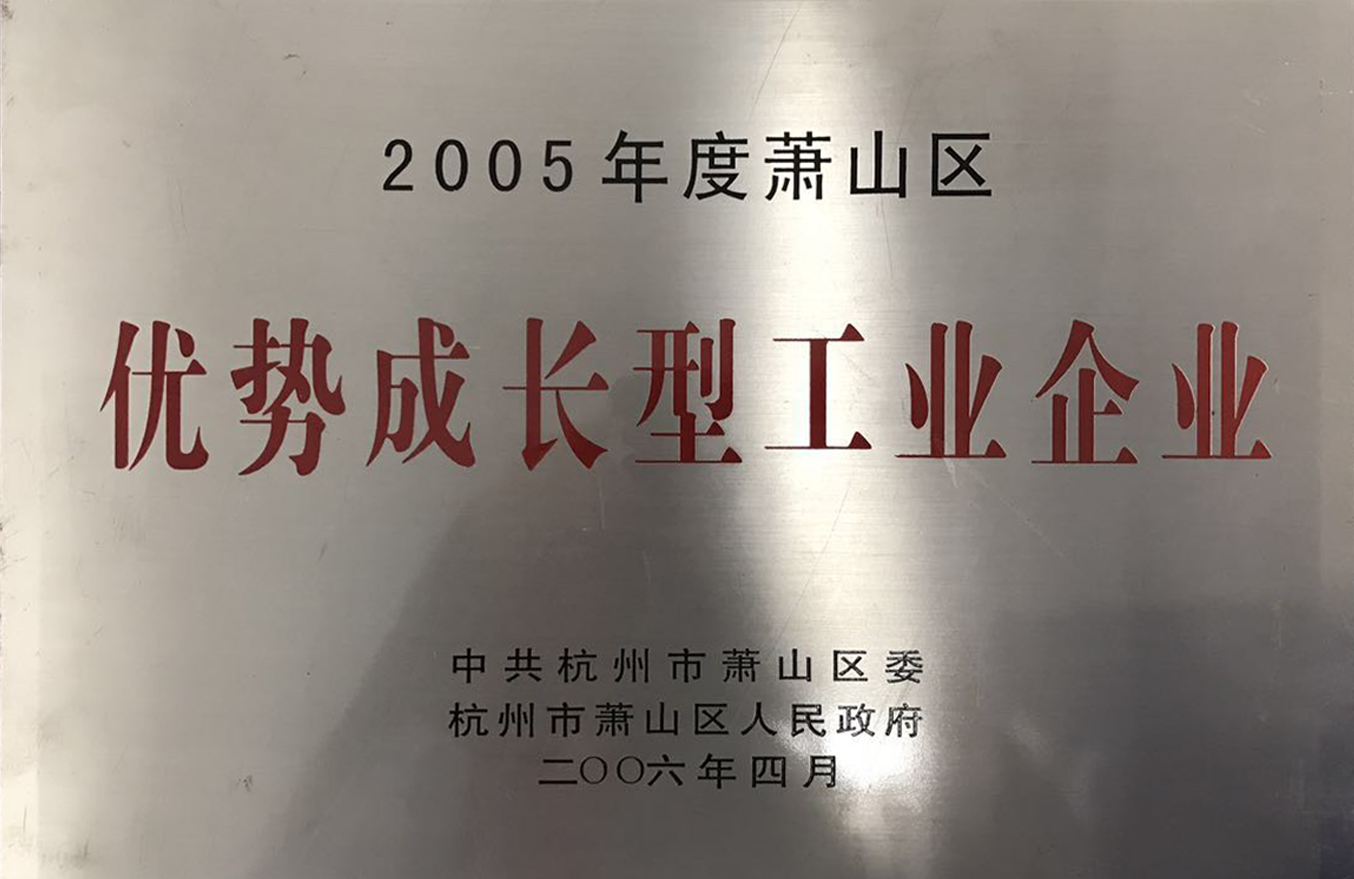 2005年度萧山区
优势成长型工业企业
中共杭州市萧山区委
杭州市萧山区人民政府
二〇〇六年四月